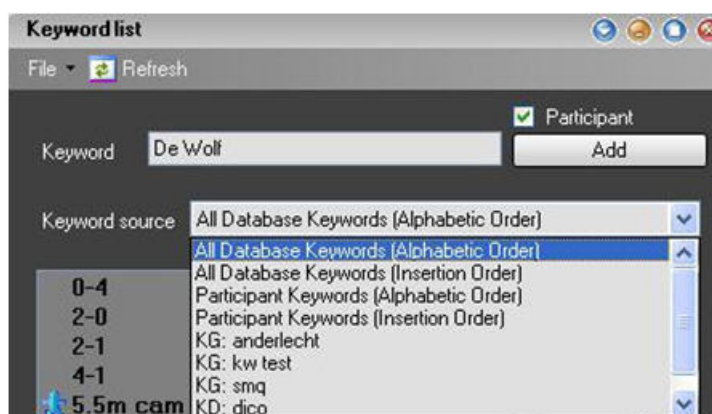 Keyword list
File Refresh
Participant
Keyword De Wolf Add
Keyword source All Database Keywords (Alphabetic Order)
All Database Keywords (Alphabetic Order)
All Database Keywords (Insertion Order)
Participant Keywords (Alphabetic Order)
Participant Keywords (Insertion Order)
KG: anderlecht
KG: kw test
KG: smq
KD: dico
0-4
2-0
2-1
4-1
5.5m cam